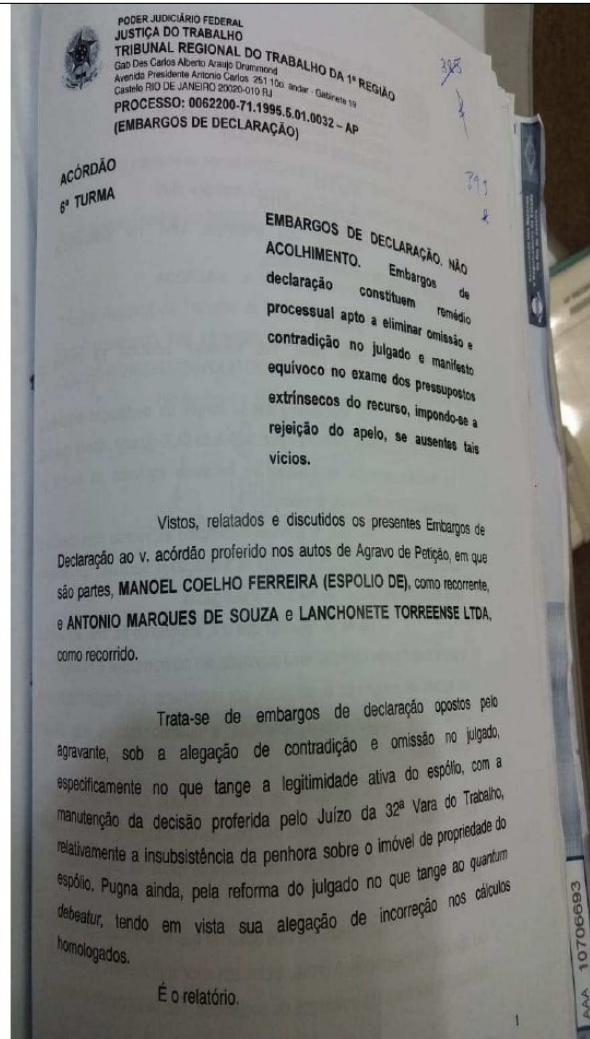 PODER JUDICIÁRIO FEDERAL
JUSTIÇA DO TRABALHO
TRIBUNAL REGIONAL DO TRABALHO DA 1ª REGIÃO
Gab Des Carlos Alberto Araujo Drummond
Avenida Presidente Antonio Carlos 251 10o. andar - Gabinete 19
Castelo RIO DE JANEIRO 20020-010 RJ
PROCESSO: 0062200-71.1995.5.01.0032 – AP
(EMBARGOS DE DECLARAÇÃO)
ACÓRDÃO
6ª TURMA
EMBARGOS DE DECLARAÇÃO. NÃO
ACOLHIMENTO. Embargos de
declaração constituem remédio
processual apto a eliminar omissão e
contradição no julgado e manifesto
equívoco no exame dos pressupostos
extrínsecos do recurso, impondo-se a
rejeição do apelo, se ausentes tais
vícios.
Vistos, relatados e discutidos os presentes Embargos de
Declaração ao v. acórdão proferido nos autos de Agravo de Petição, em que
são partes, MANOEL COELHO FERREIRA (ESPOLIO DE), como recorrente,
e ANTONIO MARQUES DE SOUZA e LANCHONETE TORREENSE LTDA,
como recorrido.
Trata-se de embargos de declaração opostos pelo
agravante, sob a alegação de contradição e omissão no julgado,
especificamente no que tange a legitimidade ativa do espólio, com a
manutenção da decisão proferida pelo Juízo da 32ª Vara do Trabalho,
relativamente a insubsistência da penhora sobre o imóvel de propriedade do
espólio. Pugna ainda, pela reforma do julgado no que tange ao quantum
debeatur, tendo em vista sua alegação de incorreção nos cálculos
homologados.
É o relatório.
1
AAA 10706693